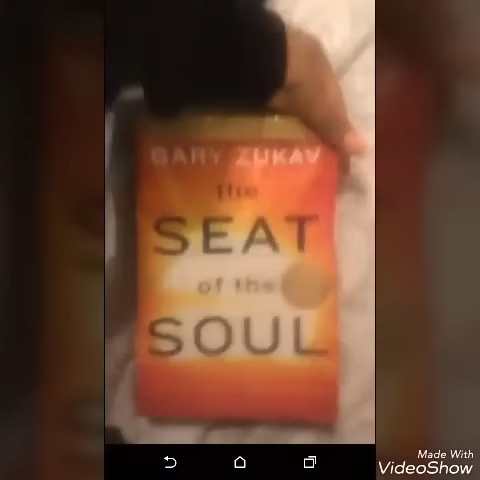 GARY ZUKAV
the
SEAT
of the
SOUL
Made With
VideoShow